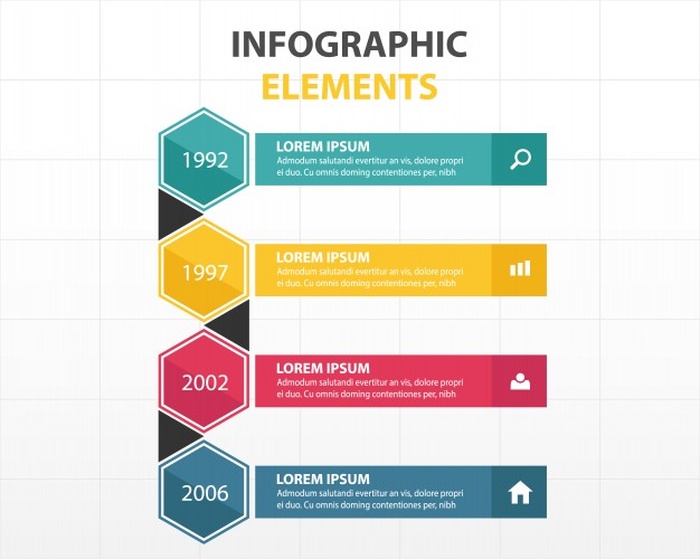 INFOGRAPHIC
ELEMENTS
1992
LOREM IPSUM
Admodum salutandi evertitur an vis, dolore propri
ei duo. Cu omnis doming contentiones per, nibh
1997
LOREM IPSUM
Admodum salutandi evertitur an vis, dolore propri
ei duo. Cu omnis doming contentiones per, nibh
2002
LOREM IPSUM
Admodum salutandi evertitur an vis, dolore propri
ei duo. Cu omnis doming contentiones per, nibh
2006
LOREM IPSUM
Admodum salutandi evertitur an vis, dolore propri
ei duo. Cu omnis doming contentiones per, nibh